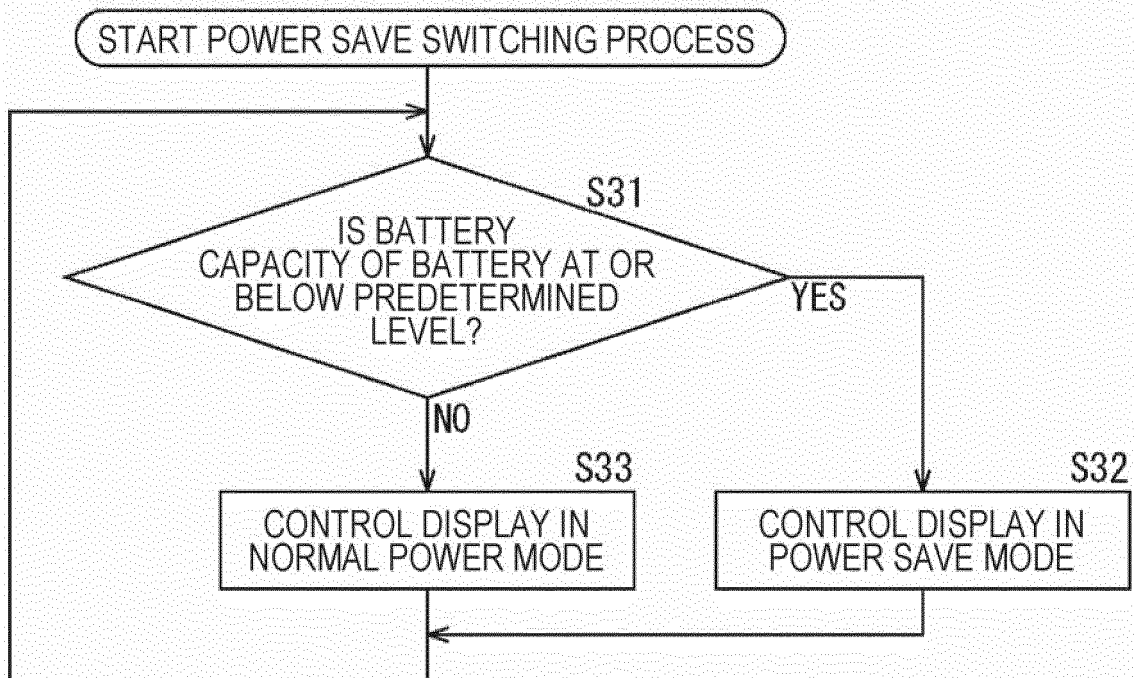 START POWER SAVE SWITCHING PROCESS
S31
IS BATTERY
CAPACITY OF BATTERY AT OR
BELOW PREDETERMINED
LEVEL?
YES
NO
S33
CONTROL DISPLAY IN
NORMAL POWER MODE
S32
CONTROL DISPLAY IN
POWER SAVE MODE